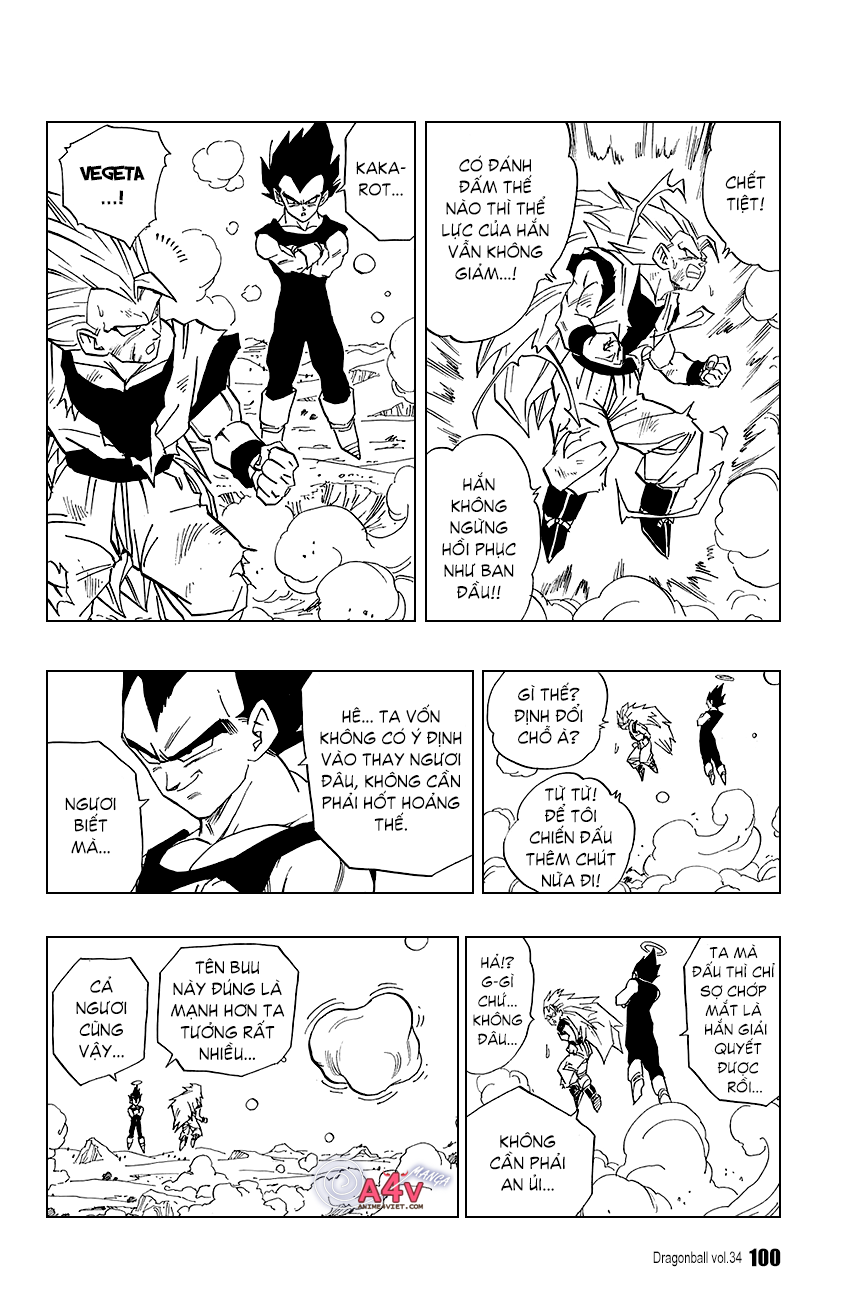 CHẾT
TIỆT!
CÓ ĐÁNH
ĐẤM THẾ
NÀO THÌ THỂ
LỰC CỦA HẮN
VẪN KHÔNG
GIẢM...!
HẮN
KHÔNG
NGỪNG
HỒI PHỤC
NHƯ BAN
ĐẦU!!
KAKA-
ROT...
VEGETA
...!
GÌ THẾ?
ĐỊNH ĐỔI
CHỖ À?
TỪ TỪ!
ĐỂ TÔI
CHIẾN ĐẤU
THÊM CHÚT
NỮA ĐI!
HÊ... TA VỐN
KHÔNG CÓ Ý ĐỊNH
VÀO THAY NGƯƠI
ĐÂU, KHÔNG CẦN
PHẢI HỐT HOẢNG
THẾ.
NGƯƠI
BIẾT
MÀ...
TA MÀ
ĐẤU THÌ CHỈ
SỢ CHỚP
MẮT LÀ
HẮN GIẢI
QUYẾT
ĐƯỢC
RỒI...
HẢ!?
G-GÌ
CHỨ...
KHÔNG
ĐÂU...
KHÔNG
CẦN PHẢI
AN ỦI...
TÊN BUU
NÀY ĐÚNG LÀ
MẠNH HƠN TA
TƯỞNG RẤT
NHIỀU...
CẢ
NGƯƠI
CŨNG
VẬY...
MANGA
A4V
ANIME4VIET.COM
Dragonball vol.34 100